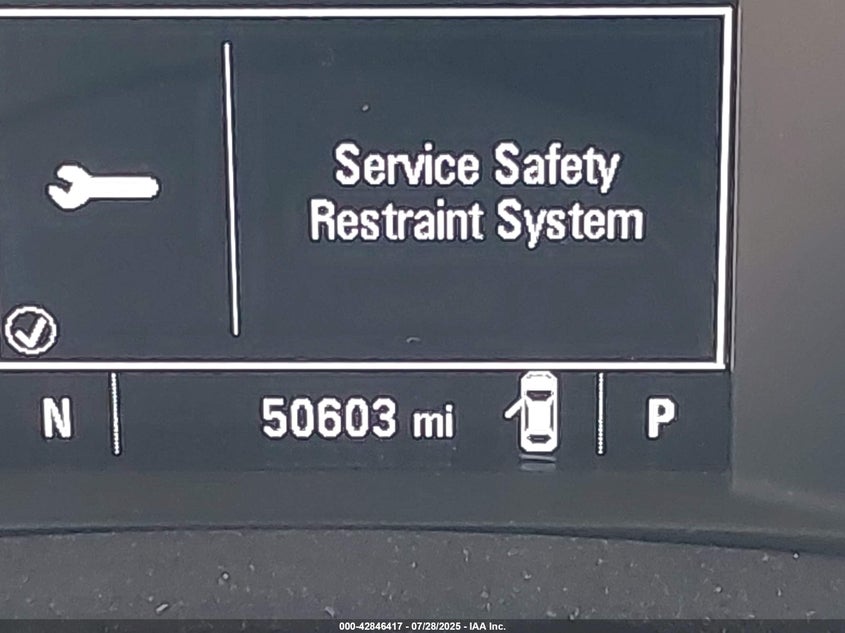 Service Safety
Restraint System
N 50603 mi P
000-42846417 - 07/28/2025 - IAA Inc.